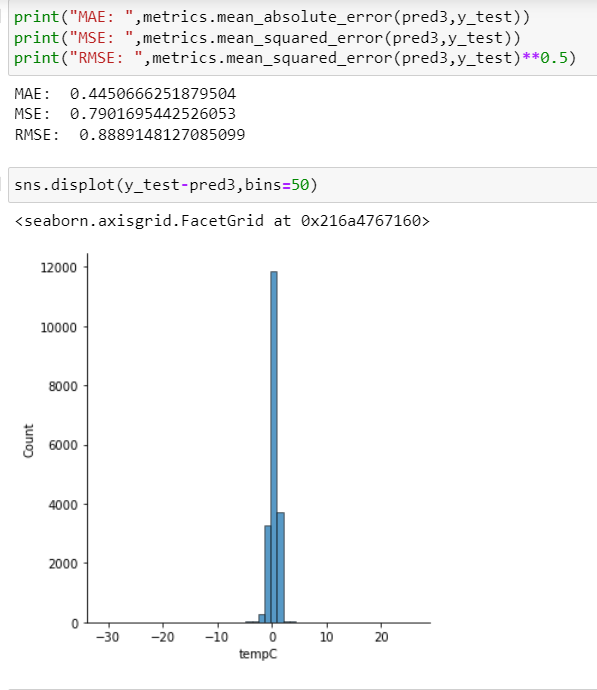 print("MAE: ",metrics.mean_absolute_error(pred3,y_test))
print("MSE: ",metrics.mean_squared_error(pred3,y_test))
print("RMSE: ",metrics.mean_squared_error(pred3,y_test)**0.5)
MAE:  0.4450666251879504
MSE:  0.7901695442526053
RMSE:  0.8889148127085099
sns.displot(y_test-pred3,bins=50)
<seaborn.axisgrid.FacetGrid at 0x216a4767160>
12000
10000
8000
6000
4000
2000
0
Count
−30 −20 −10 0 10 20
tempC